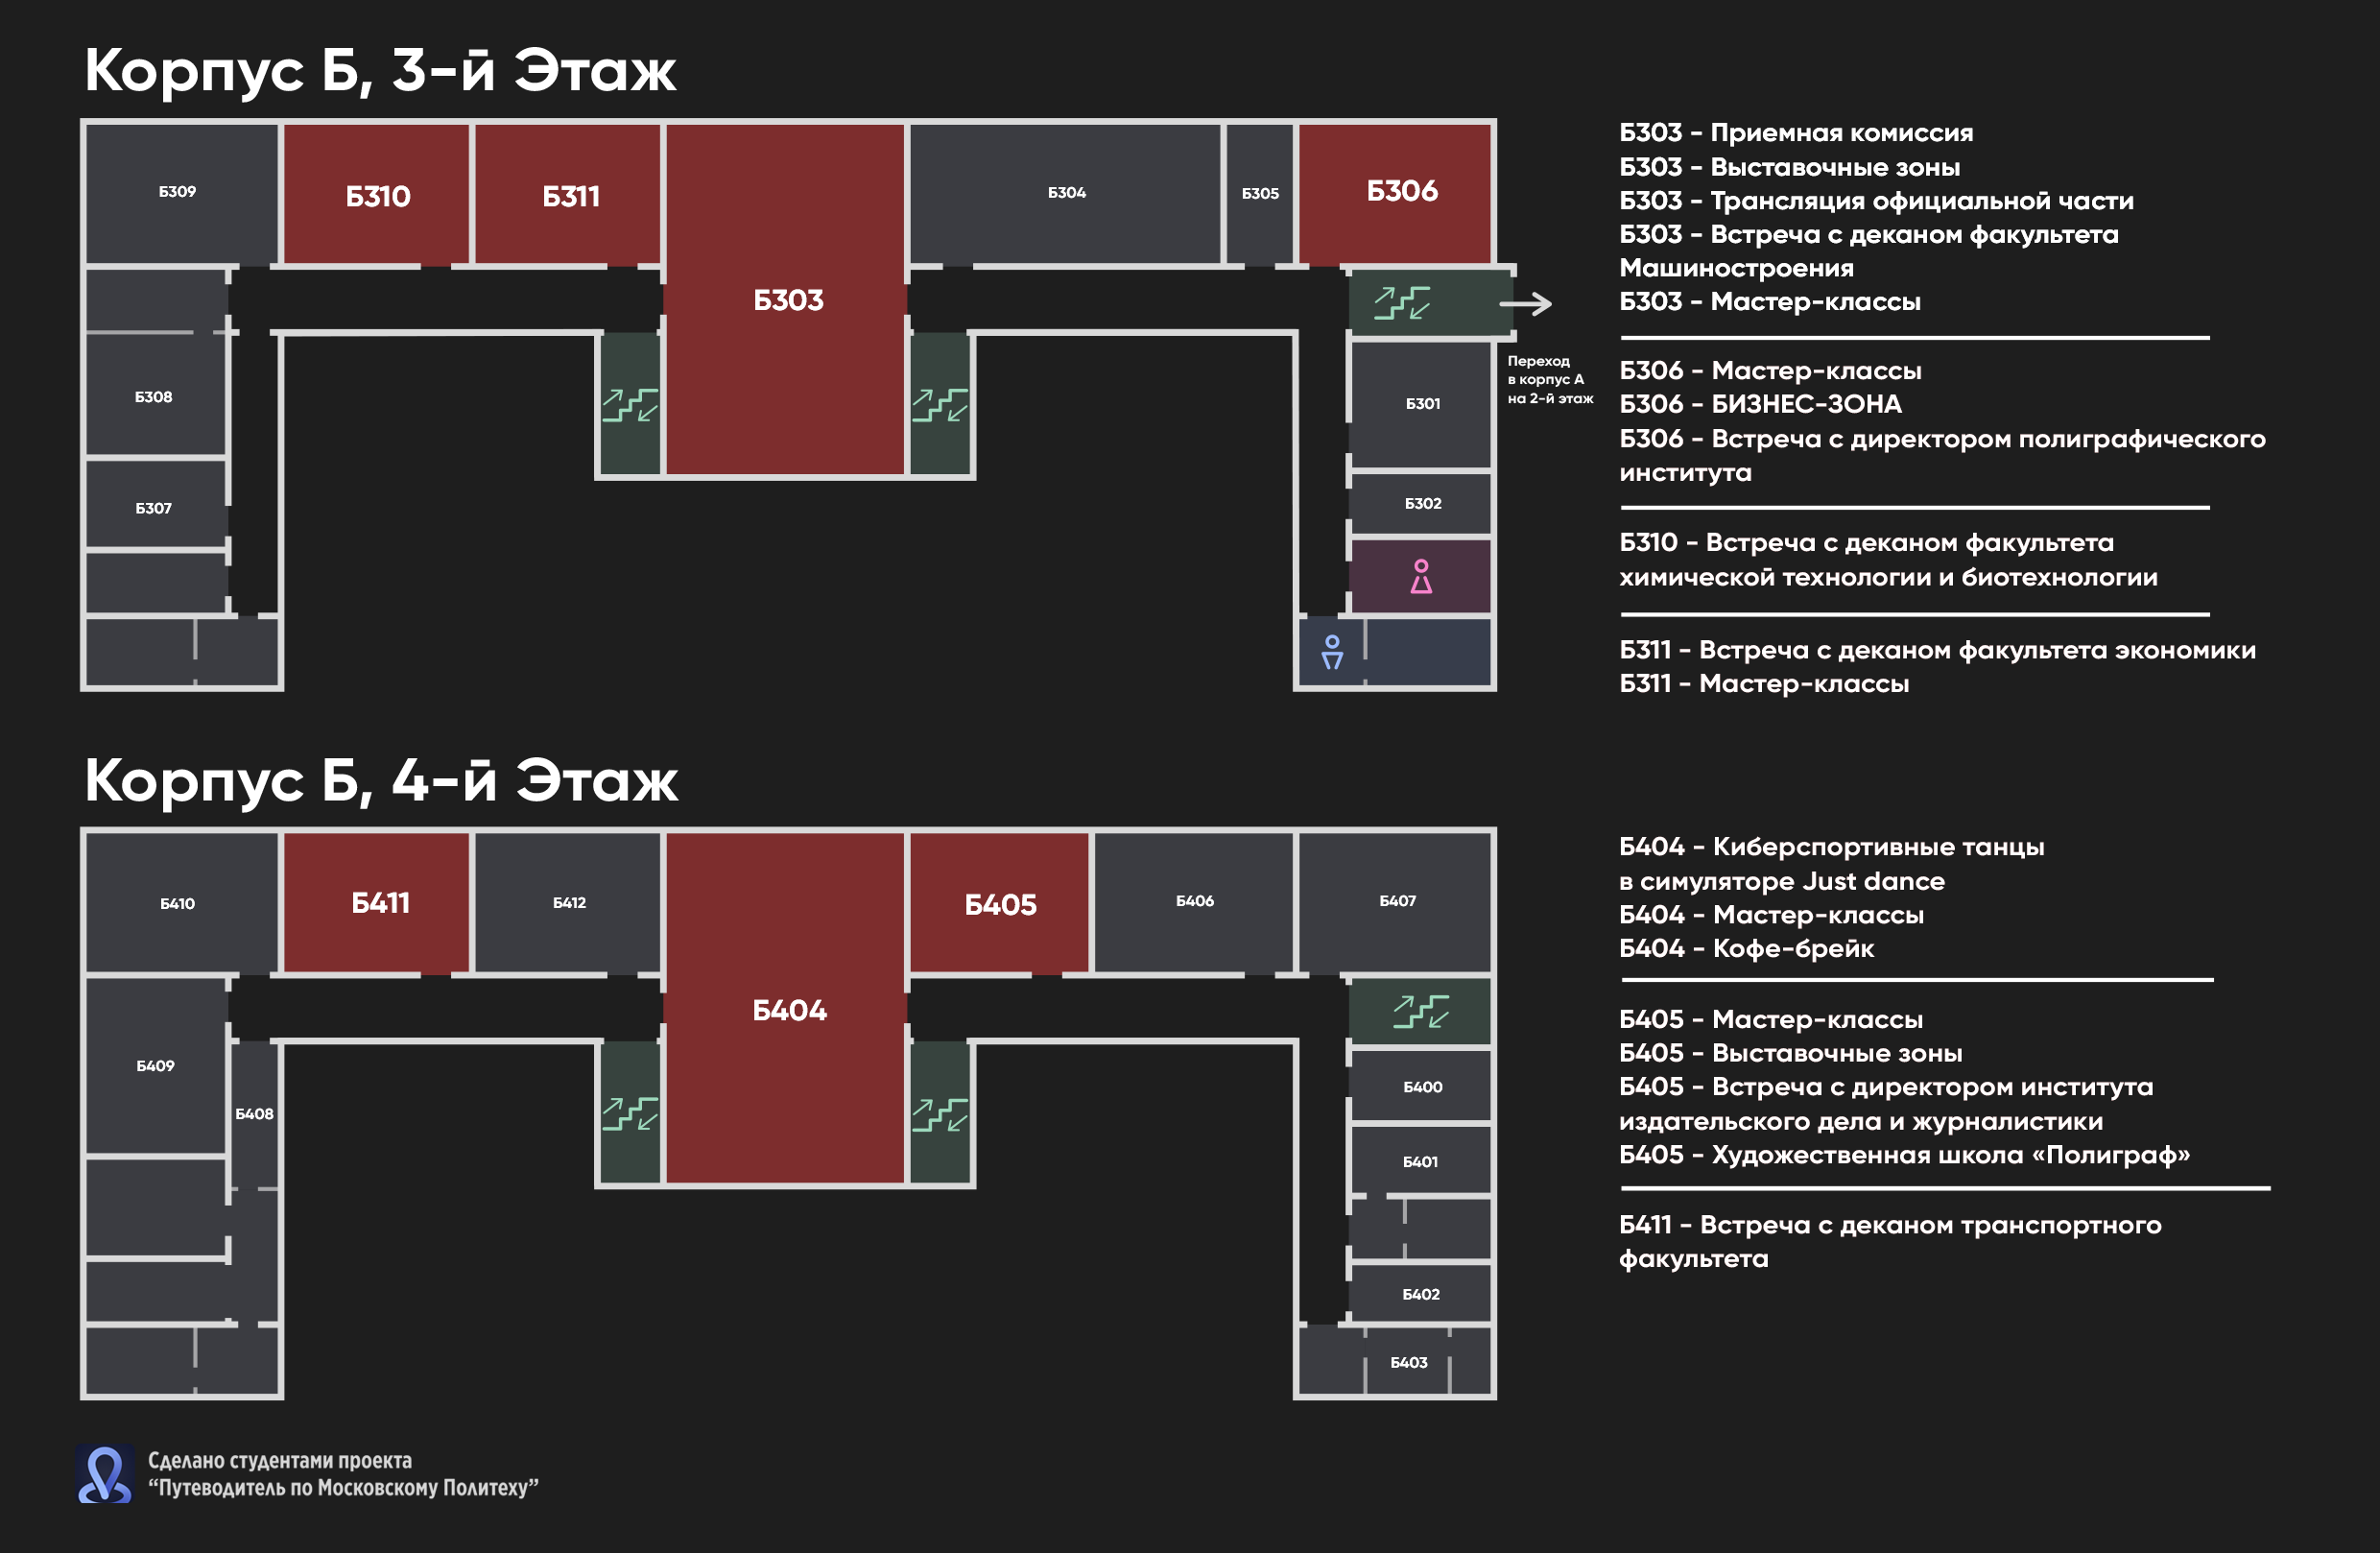 Корпус Б, 3-й Этаж
Б309
Б310
Б311
Б303
Б304
Б305
Б306
Б308
Б307
Переход
в корпус А
на 2-й этаж
Б301
Б302
Б303 - Приемная комиссия
Б303 - Выставочные зоны
Б303 - Трансляция официальной части
Б303 - Встреча с деканом факультета
Машиностроения
Б303 - Мастер-классы
Б306 - Мастер-классы
Б306 - БИЗНЕС-ЗОНА
Б306 - Встреча с директором полиграфического
института
Б310 - Встреча с деканом факультета
химической технологии и биотехнологии
Б311 - Встреча с деканом факультета экономики
Б311 - Мастер-классы
Корпус Б, 4-й Этаж
Б410
Б411
Б412
Б404
Б405
Б406
Б407
Б409
Б408
Б400
Б401
Б402
Б403
Б404 - Киберспортивные танцы
в симуляторе Just dance
Б404 - Мастер-классы
Б404 - Кофе-брейк
Б405 - Мастер-классы
Б405 - Выставочные зоны
Б405 - Встреча с директором института
издательского дела и журналистики
Б405 - Художественная школа «Полиграф»
Б411 - Встреча с деканом транспортного
факультета
Сделано студентами проекта
“Путеводитель по Московскому Политеху”